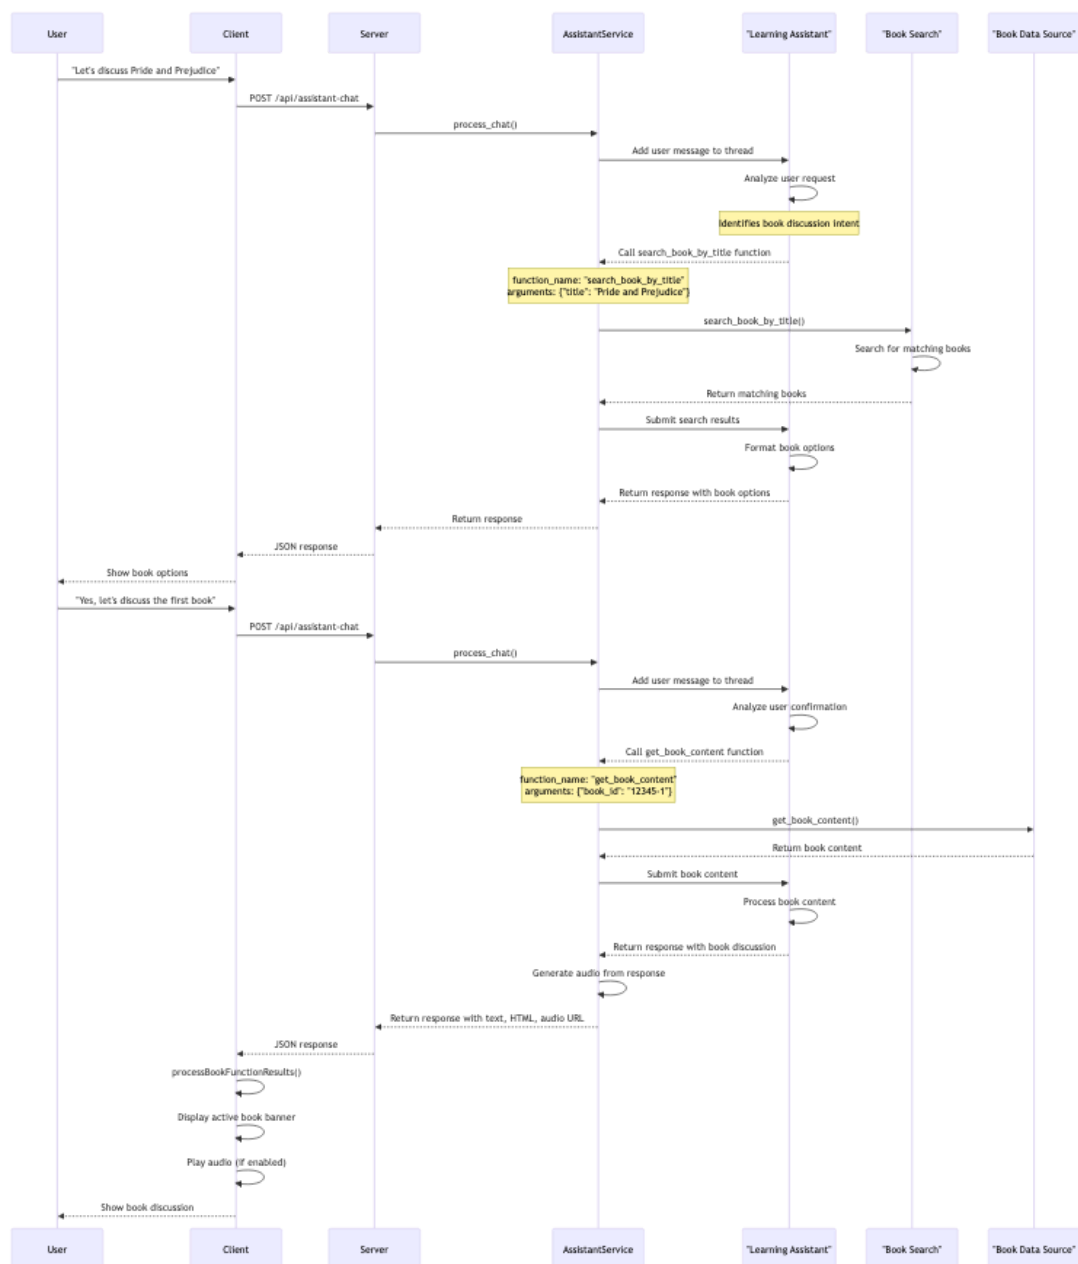 User
Client
Server
AssistantService
"Learning Assistant"
"Book Search"
"Book Data Source"
"Let's discuss Pride and Prejudice"
POST /api/assistant-chat
process_chat()
Add user message to thread
Analyze user request
Identifies book discussion intent
Call search_book_by_title function
function_name: "search_book_by_title"
arguments: {"title": "Pride and Prejudice"}
search_book_by_title()
Search for matching books
Return matching books
Submit search results
Format book options
Return response with book options
Return response
JSON response
Show book options
"Yes, let's discuss the first book"
POST /api/assistant-chat
process_chat()
Add user message to thread
Analyze user confirmation
Call get_book_content function
function_name: "get_book_content"
arguments: {"book_id": "12345-1"}
get_book_content()
Return book content
Submit book content
Process book content
Return response with book discussion
Generate audio from response
Return response with text, HTML, audio URL
JSON response
processBookFunctionResults()
Display active book banner
Play audio (if enabled)
Show book discussion
User
Client
Server
AssistantService
"Learning Assistant"
"Book Search"
"Book Data Source"